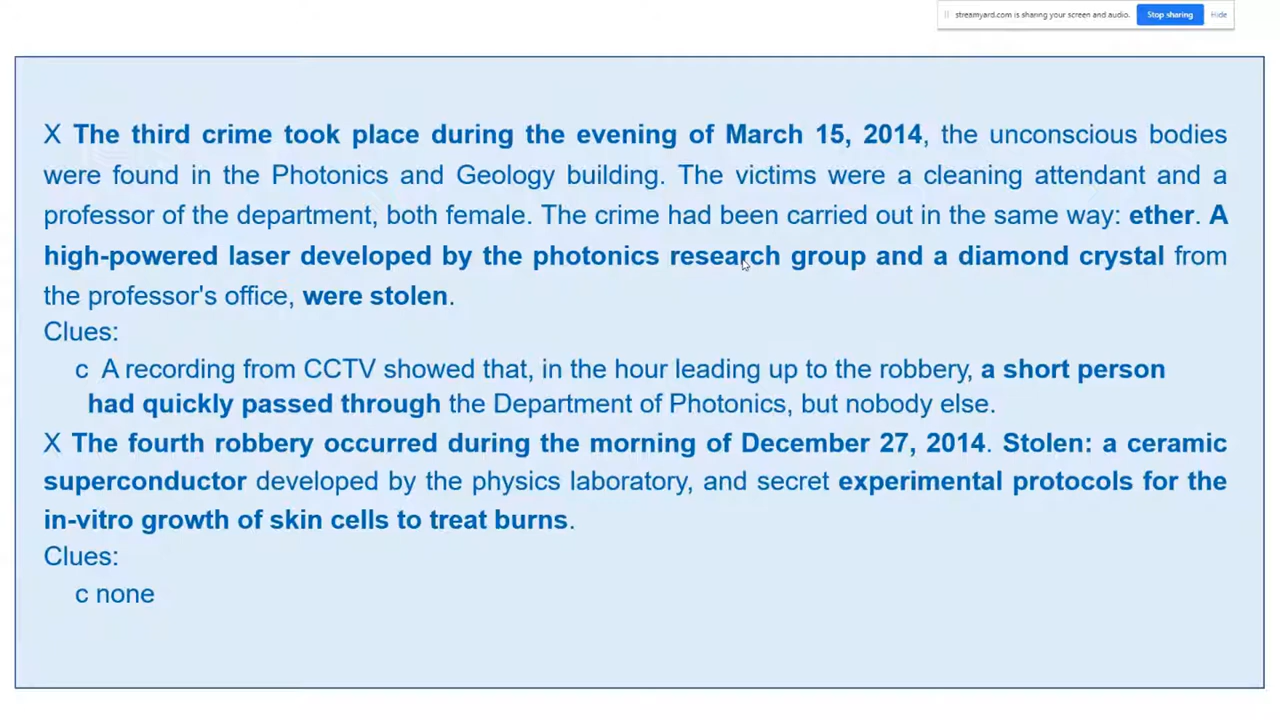 streamyard.com is sharing your screen and audio. Stop sharing Hide
X The third crime took place during the evening of March 15, 2014, the unconscious bodies
were found in the Photonics and Geology building. The victims were a cleaning attendant and a
professor of the department, both female. The crime had been carried out in the same way: ether. A
high-powered laser developed by the photonics research group and a diamond crystal from
the professor's office, were stolen.
Clues:
c A recording from CCTV showed that, in the hour leading up to the robbery, a short person
had quickly passed through the Department of Photonics, but nobody else.
X The fourth robbery occurred during the morning of December 27, 2014. Stolen: a ceramic
superconductor developed by the physics laboratory, and secret experimental protocols for the
in-vitro growth of skin cells to treat burns.
Clues:
c none